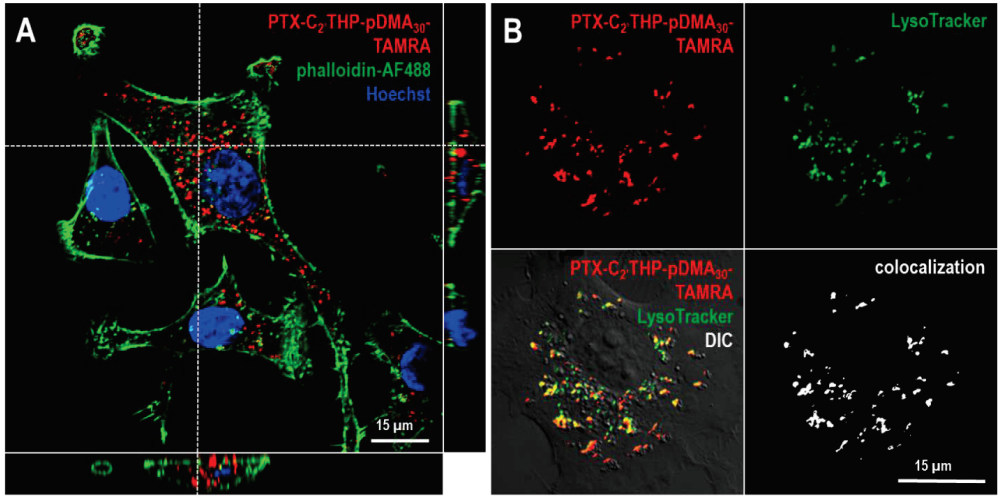 A
PTX-C₂-THP-pDMA₃₀-
TAMRA
phalloidin-AF488
Hoechst
15 µm
B
PTX-C₂-THP-pDMA₃₀-
TAMRA
LysoTracker
PTX-C₂-THP-pDMA₃₀-
TAMRA
LysoTracker
DIC
colocalization
15 µm